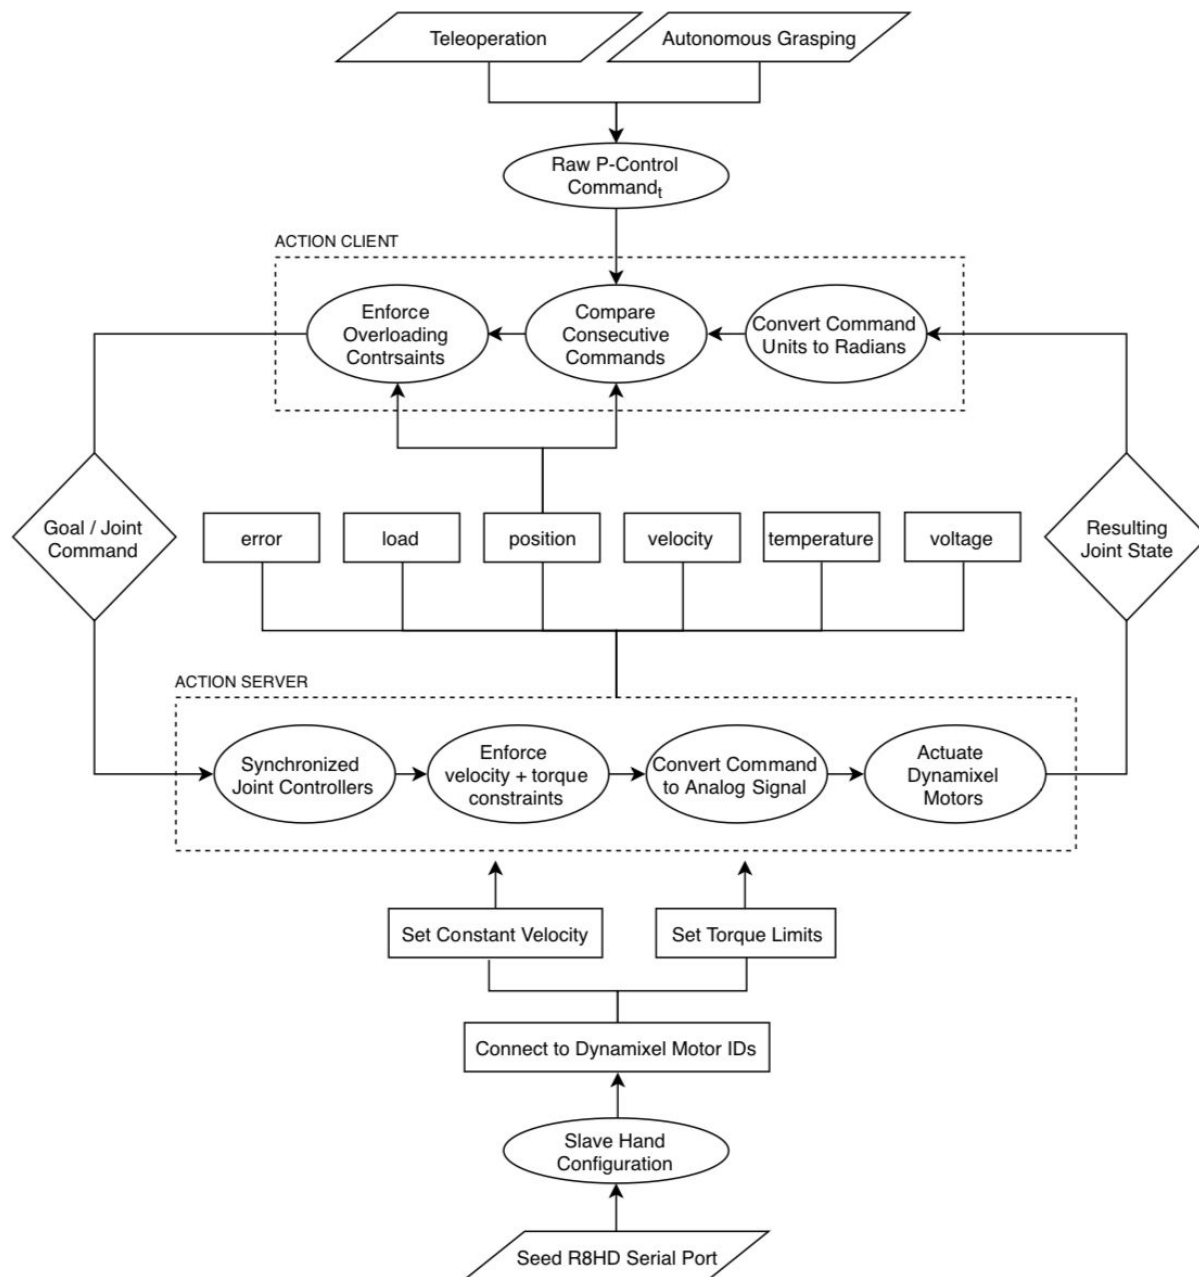 Teleoperation
Autonomous Grasping
Raw P-Control
Command_t
ACTION CLIENT
Enforce
Overloading
Contrsaints
Compare
Consecutive
Commands
Convert Command
Units to Radians
Goal / Joint
Command
error
load
position
velocity
temperature
voltage
Resulting
Joint State
ACTION SERVER
Synchronized
Joint Controllers
Enforce
velocity + torque
constraints
Convert Command
to Analog Signal
Actuate
Dynamixel
Motors
Set Constant Velocity
Set Torque Limits
Connect to Dynamixel Motor IDs
Slave Hand
Configuration
Seed R8HD Serial Port